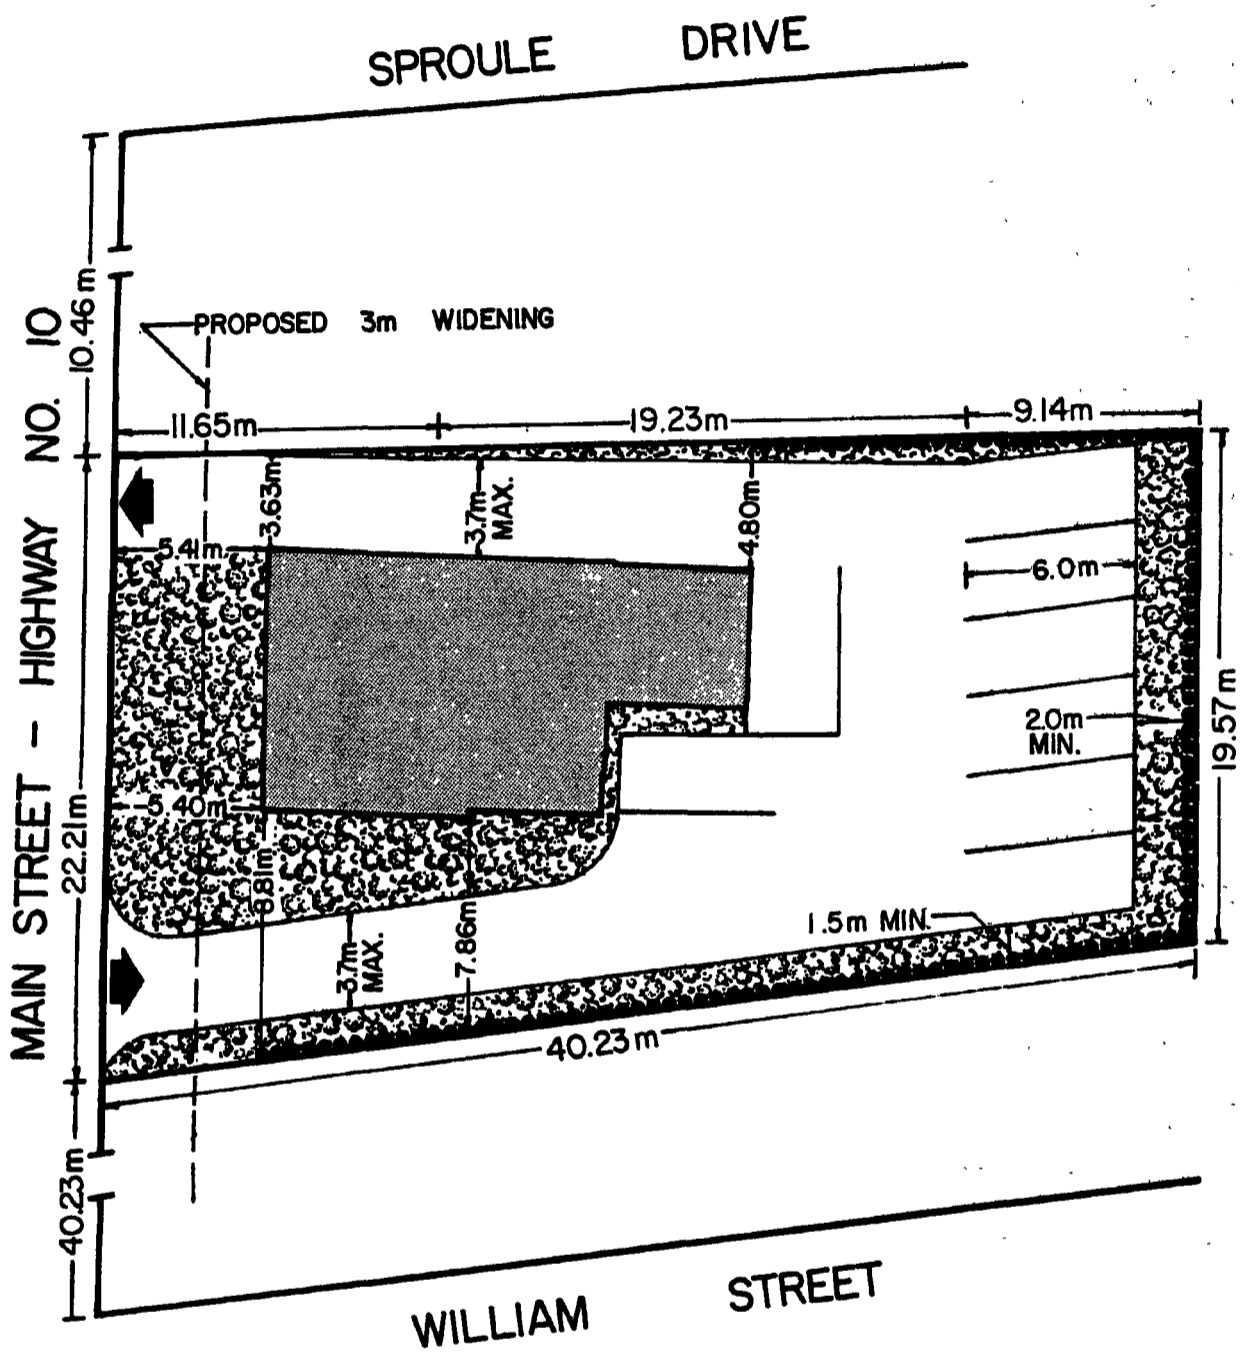 SPROULE DRIVE
10.46m
PROPOSED 3m WIDENING
MAIN STREET - HIGHWAY NO. 10
11.65m
19.23m
9.14m
3.63m
3.7m
MAX.
4.80m
5.41m
6.0m
2.0m
MIN.
19.57m
22.21m
5.40m
8.81m
3.7m
MAX.
7.86m
1.5m MIN.
40.23m
40.23m
WILLIAM STREET